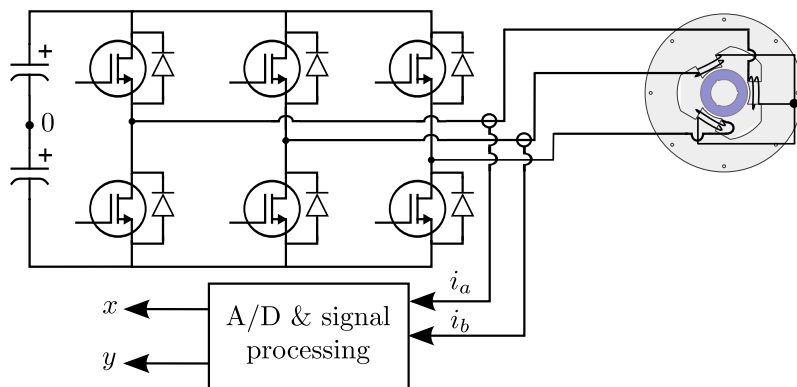 +
0
+
i_a
x
A/D & signal
i_b
y
processing